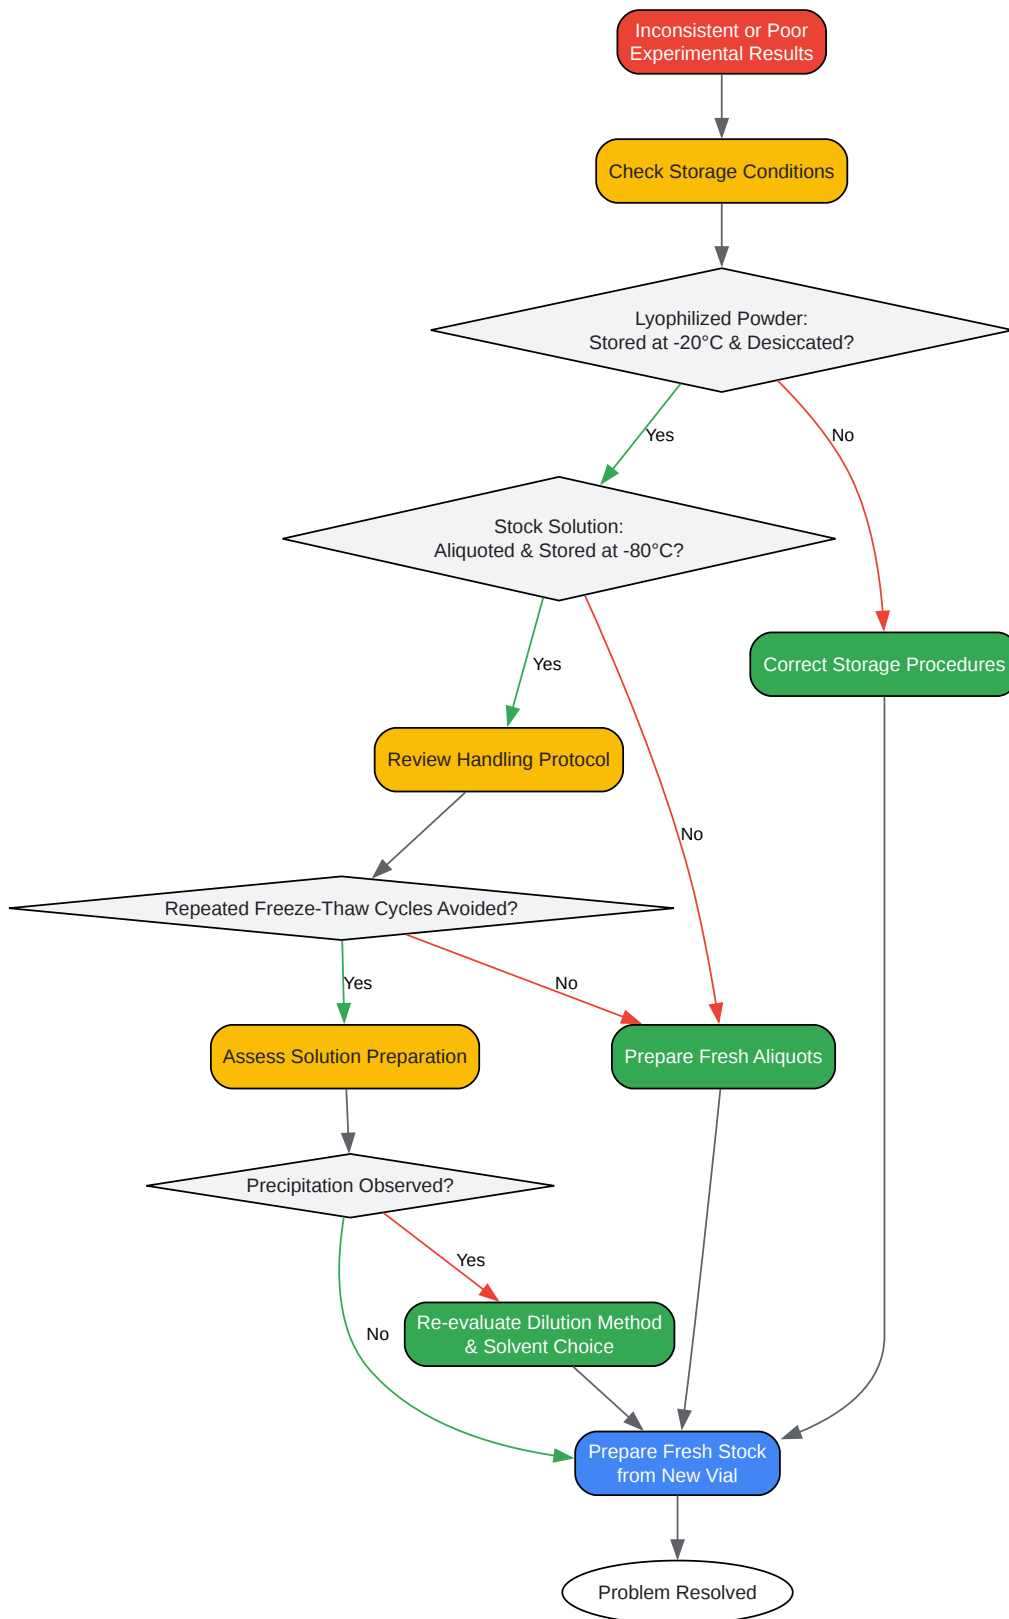 Inconsistent or Poor
Experimental Results
Check Storage Conditions
Lyophilized Powder:
Stored at -20°C & Desiccated?
Yes
No
Stock Solution:
Aliquoted & Stored at -80°C?
Yes
Correct Storage Procedures
Review Handling Protocol
No
Repeated Freeze-Thaw Cycles Avoided?
Yes
No
Assess Solution Preparation
Prepare Fresh Aliquots
Precipitation Observed?
Yes
No
Re-evaluate Dilution Method
& Solvent Choice
Prepare Fresh Stock
from New Vial
Problem Resolved